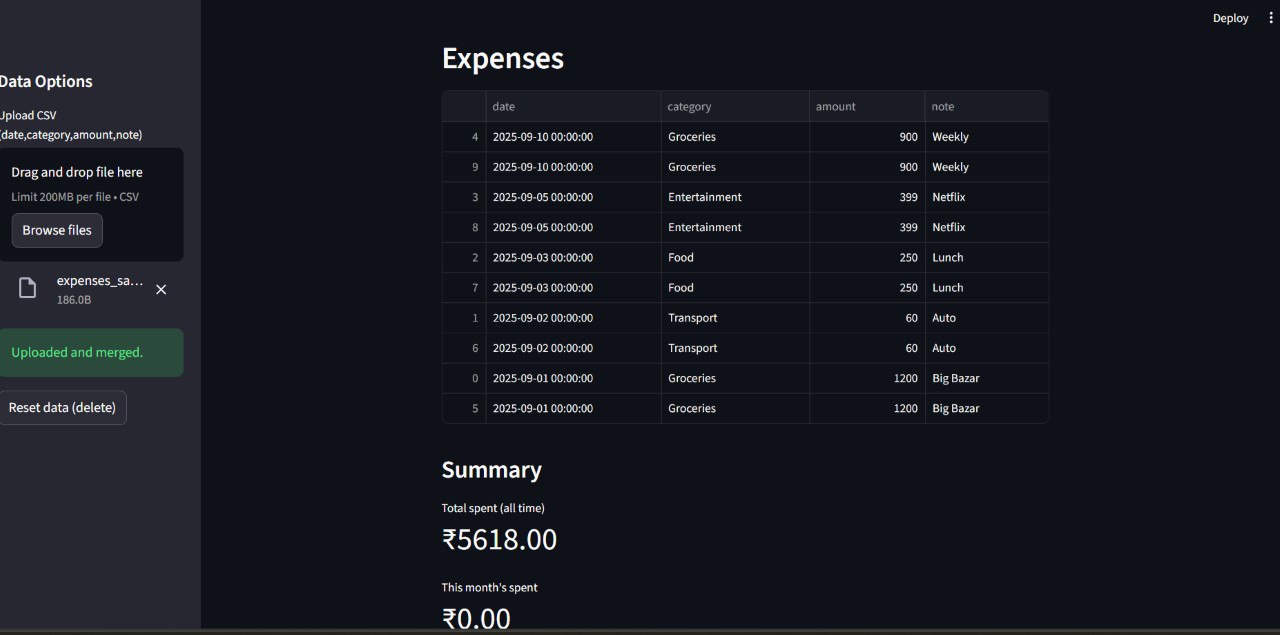 Deploy
Data Options
Upload CSV
(date,category,amount,note)
Drag and drop file here
Limit 200MB per file • CSV
Browse files
expenses_sa...
186.0B
Uploaded and merged.
Reset data (delete)
Expenses
date category amount note
4 2025-09-10 00:00:00 Groceries 900 Weekly
9 2025-09-10 00:00:00 Groceries 900 Weekly
3 2025-09-05 00:00:00 Entertainment 399 Netflix
8 2025-09-05 00:00:00 Entertainment 399 Netflix
2 2025-09-03 00:00:00 Food 250 Lunch
7 2025-09-03 00:00:00 Food 250 Lunch
1 2025-09-02 00:00:00 Transport 60 Auto
6 2025-09-02 00:00:00 Transport 60 Auto
0 2025-09-01 00:00:00 Groceries 1200 Big Bazar
5 2025-09-01 00:00:00 Groceries 1200 Big Bazar
Summary
Total spent (all time)
₹5618.00
This month's spent
₹0.00